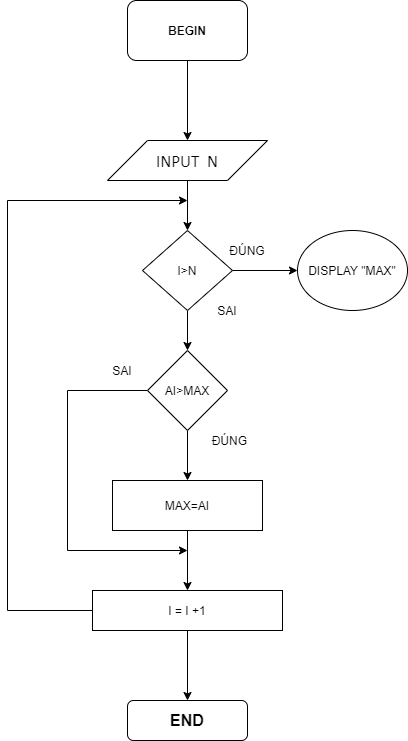 BEGIN
INPUT N
I>N
ĐÚNG
DISPLAY "MAX"
SAI
AI>MAX
SAI
ĐÚNG
MAX=AI
I = I +1
END